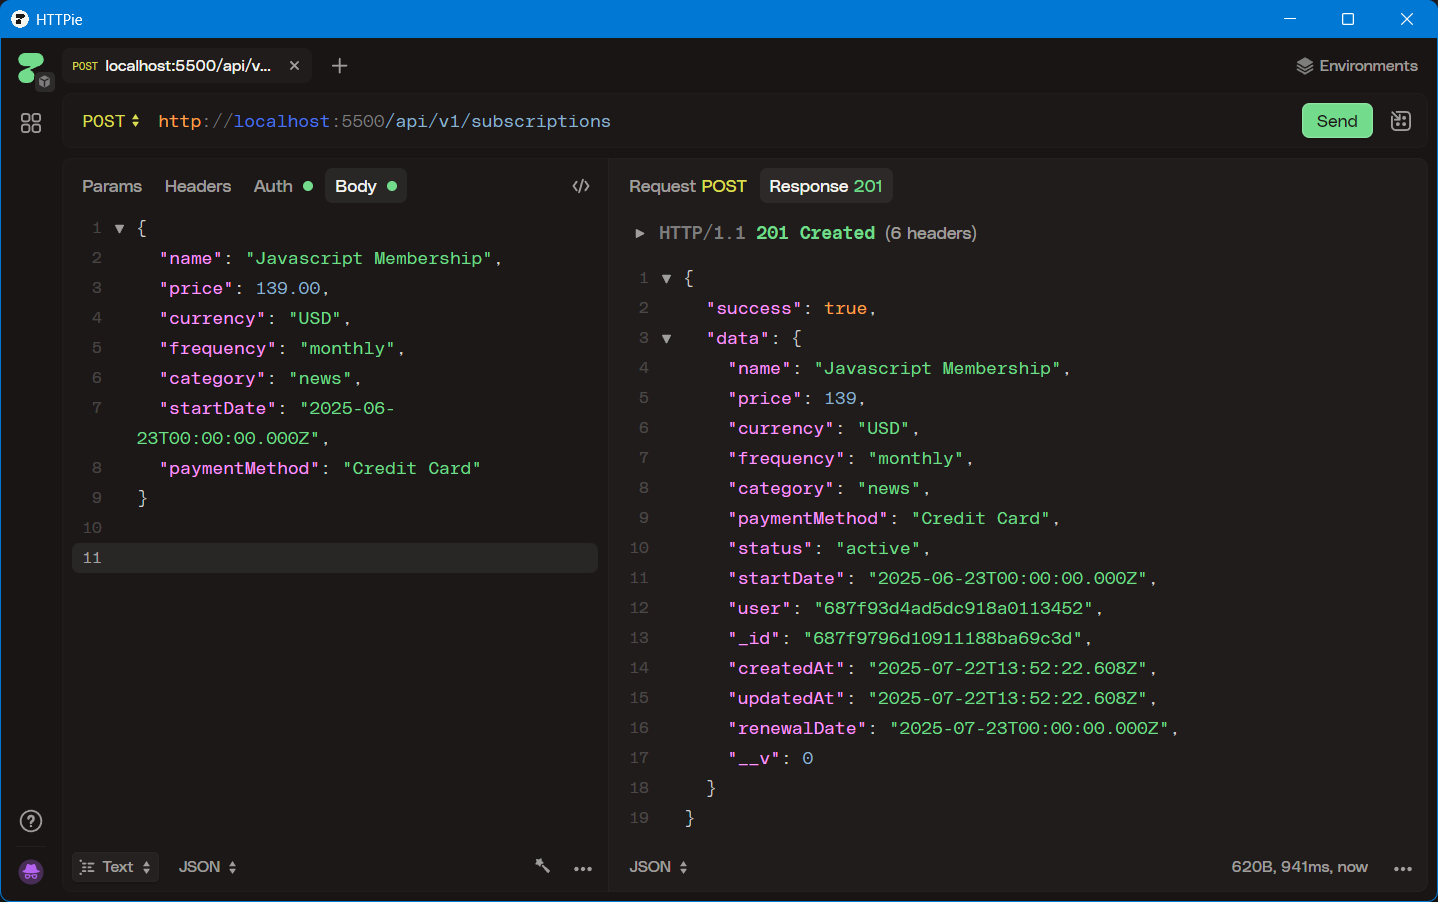 HTTPie
POST localhost:5500/api/v...
Environments
POST http://localhost:5500/api/v1/subscriptions
Send
Params Headers Auth Body </>
1 {
2 "name": "Javascript Membership",
3 "price": 139.00,
4 "currency": "USD",
5 "frequency": "monthly",
6 "category": "news",
7 "startDate": "2025-06-
23T00:00:00.000Z",
8 "paymentMethod": "Credit Card"
9 }
10
11
Text JSON
Request POST Response 201
HTTP/1.1 201 Created (6 headers)
1 {
2 "success": true,
3 "data": {
4 "name": "Javascript Membership",
5 "price": 139,
6 "currency": "USD",
7 "frequency": "monthly",
8 "category": "news",
9 "paymentMethod": "Credit Card",
10 "status": "active",
11 "startDate": "2025-06-23T00:00:00.000Z",
12 "user": "687f93d4ad5dc918a0113452",
13 "_id": "687f9796d10911188ba69c3d",
14 "createdAt": "2025-07-22T13:52:22.608Z",
15 "updatedAt": "2025-07-22T13:52:22.608Z",
16 "renewalDate": "2025-07-23T00:00:00.000Z",
17 "__v": 0
18 }
19 }
JSON
620B, 941ms, now